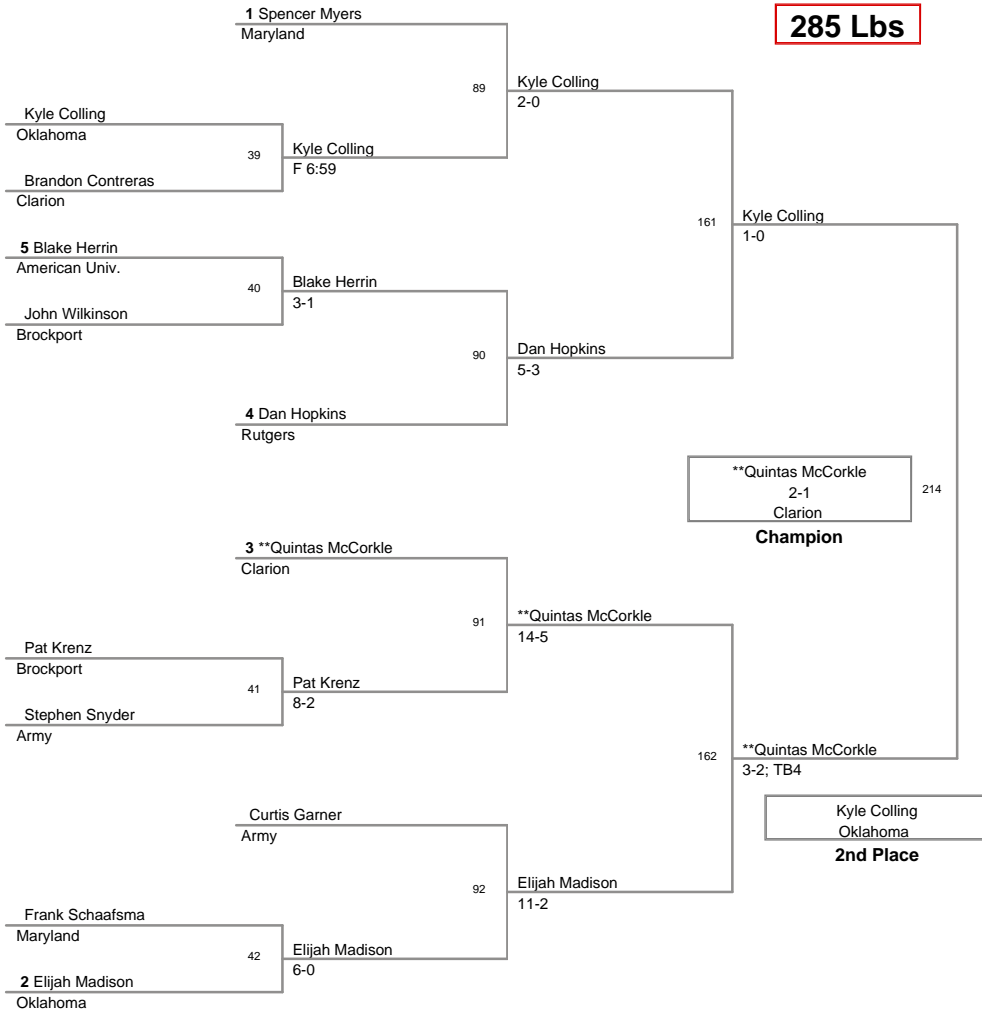 1 Spencer Myers
Maryland
285 Lbs
89
Kyle Colling
2-0
Kyle Colling
Oklahoma
39
Kyle Colling
F 6:59
Brandon Contreras
Clarion
161
Kyle Colling
1-0
5 Blake Herrin
American Univ.
40
Blake Herrin
3-1
John Wilkinson
Brockport
90
Dan Hopkins
5-3
4 Dan Hopkins
Rutgers
**Quintas McCorkle
2-1
Clarion
214
Champion
3 **Quintas McCorkle
Clarion
91
**Quintas McCorkle
14-5
Pat Krenz
Brockport
41
Pat Krenz
8-2
Stephen Snyder
Army
162
**Quintas McCorkle
3-2; TB4
Kyle Colling
Oklahoma
2nd Place
Curtis Garner
Army
92
Elijah Madison
11-2
Frank Schaafsma
Maryland
42
Elijah Madison
6-0
2 Elijah Madison
Oklahoma